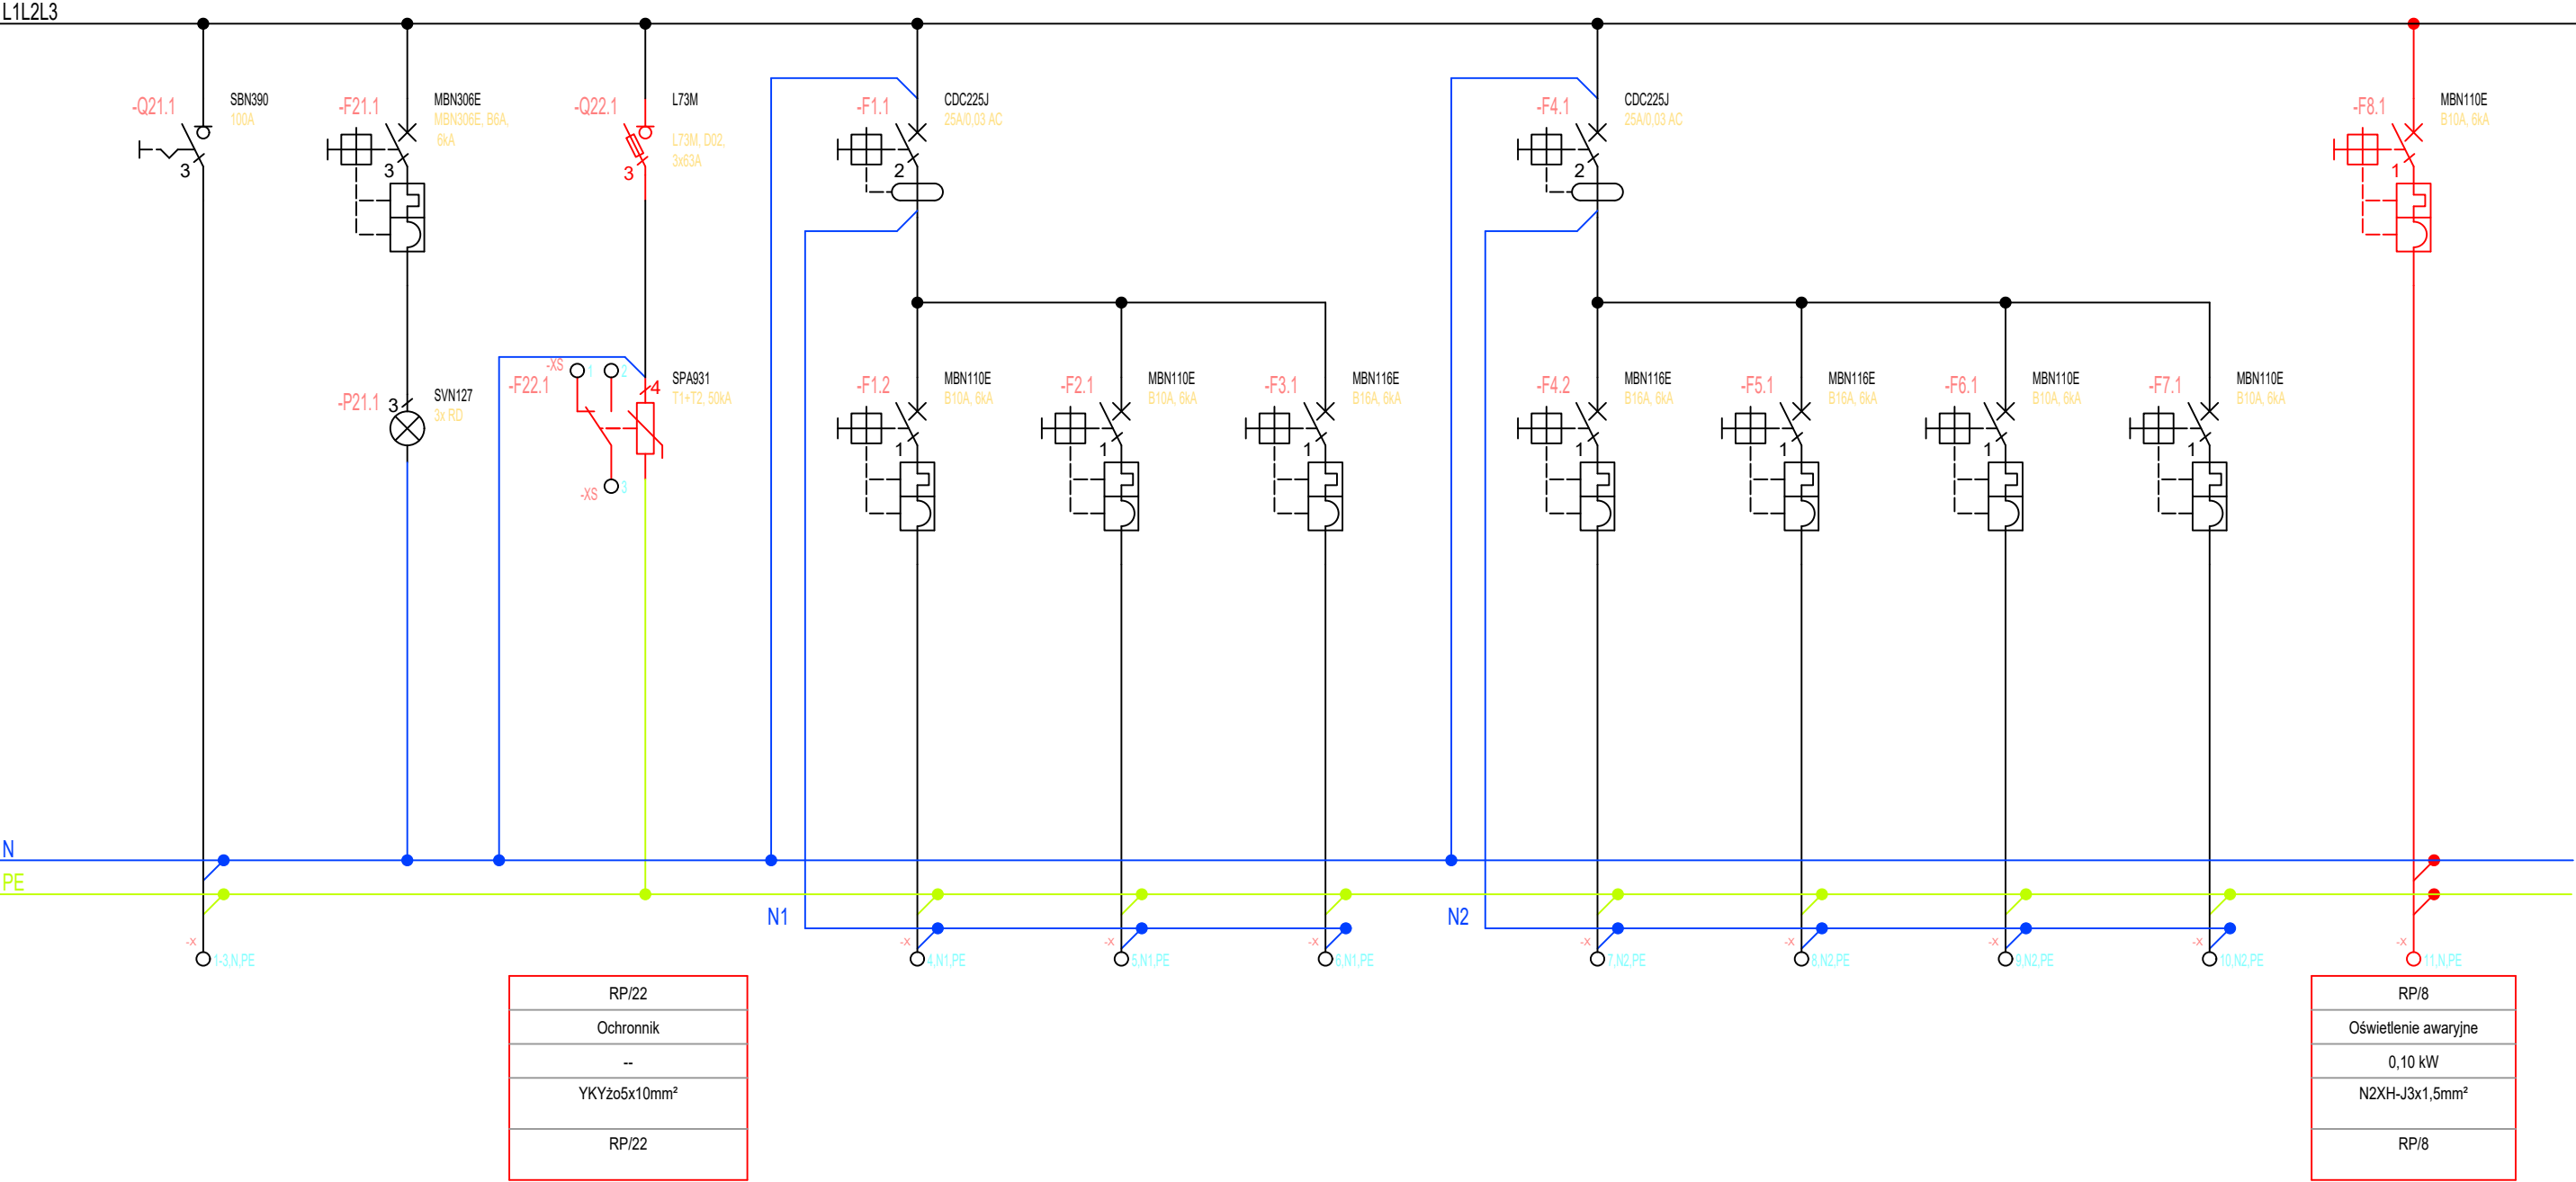 L1L2L3
-Q21.1
SBN390
100A
3
-F21.1
MBN306E
MBN306E, B6A,
6kA
3
-Q22.1
L73M
L73M, D02,
3x63A
3
-F1.1
CDC225J
25A/0,03 AC
2
-F4.1
CDC225J
25A/0,03 AC
2
-F8.1
MBN110E
B10A, 6kA
1
-P21.1
3
SVN127
3x RD
-F22.1
-XS
1
2
4
SPA931
T1+T2, 50kA
-XS
3
-F1.2
MBN110E
B10A, 6kA
1
-F2.1
MBN110E
B10A, 6kA
1
-F3.1
MBN116E
B16A, 6kA
1
-F4.2
MBN116E
B16A, 6kA
1
-F5.1
MBN116E
B16A, 6kA
1
-F6.1
MBN110E
B10A, 6kA
1
-F7.1
MBN110E
B10A, 6kA
1
N
PE
N1
N2
-X
1-3,N,PE
-X
4,N1,PE
-X
5,N1,PE
-X
6,N1,PE
-X
7,N2,PE
-X
8,N2,PE
-X
9,N2,PE
-X
10,N2,PE
-X
11,N,PE
RP/22
Ochronnik
--
YKYżo5x10mm²
RP/22
RP/8
Oświetlenie awaryjne
0,10 kW
N2XH-J3x1,5mm²
RP/8